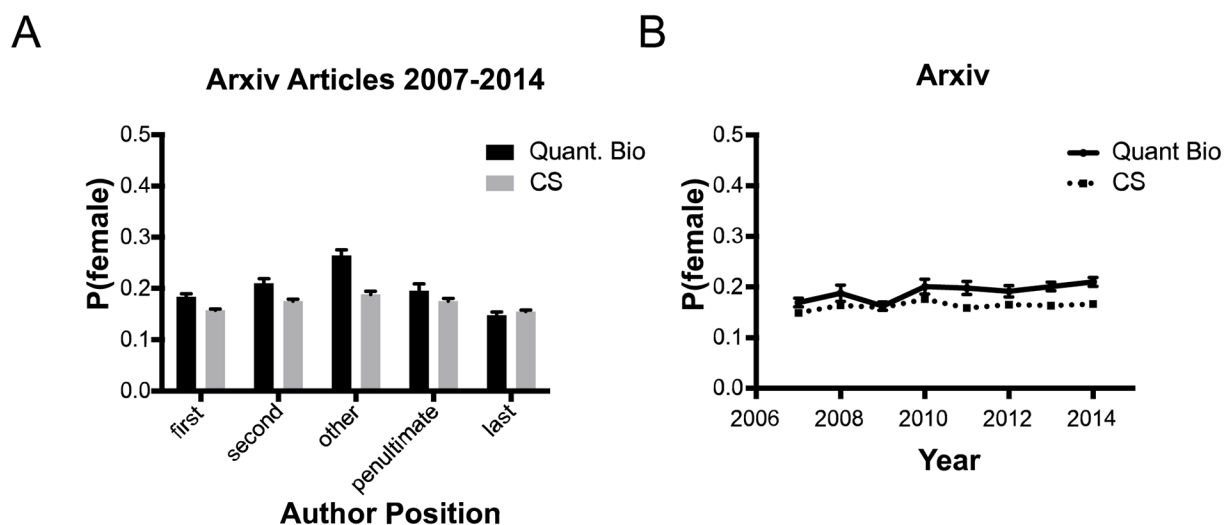 A
Arxiv Articles 2007-2014
P(female)
0.5
0.4
0.3
0.2
0.1
0.0
Quant. Bio
CS
first
second
other
penultimate
last
Author Position
B
Arxiv
P(female)
0.5
0.4
0.3
0.2
0.1
0.0
Quant Bio
CS
2006 2008 2010 2012 2014
Year